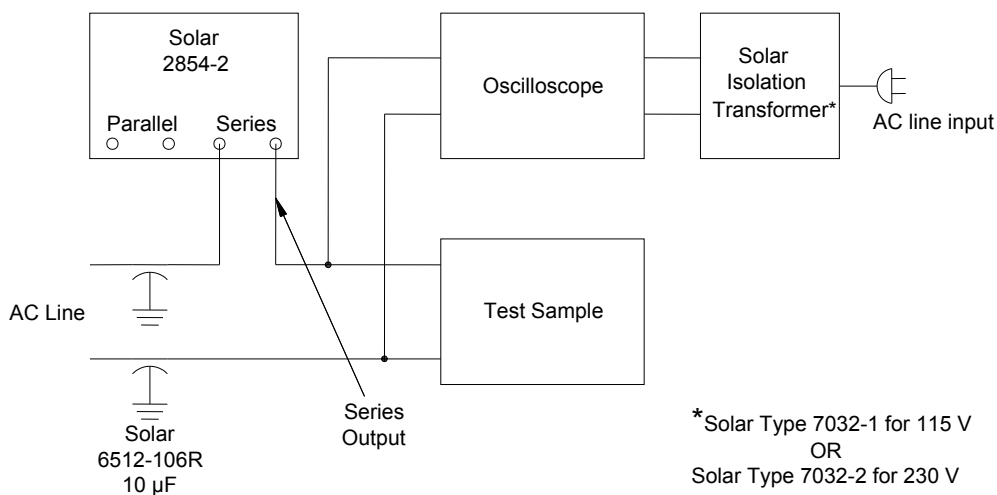 Solar
2854-2
Parallel
Series
Oscilloscope
Solar
Isolation
Transformer*
AC line input
AC Line
Test Sample
Series
Output
Solar
6512-106R
10 µF
*Solar Type 7032-1 for 115 V
OR
Solar Type 7032-2 for 230 V